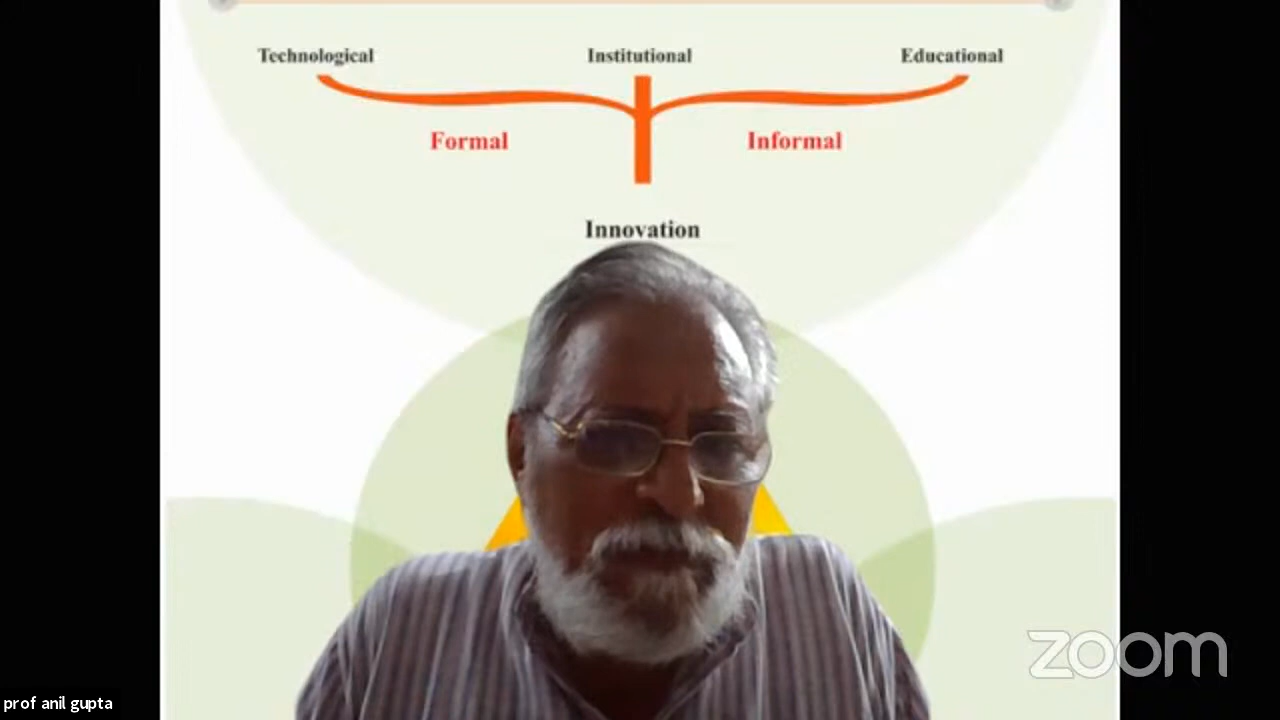 Technological Institutional Educational
Formal Informal
Innovation
zoom
prof anil gupta